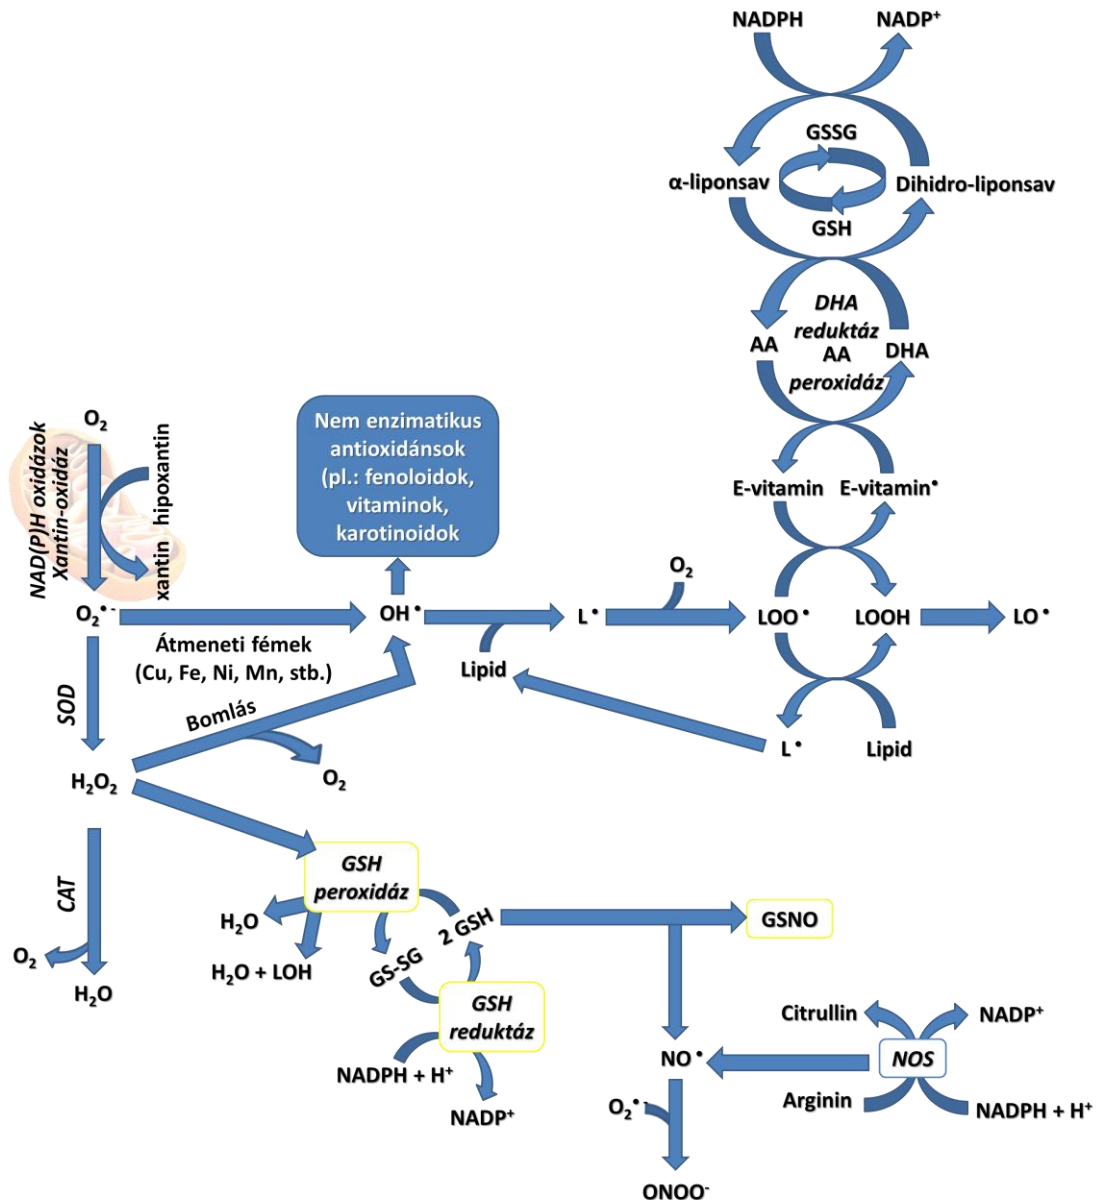 NADPH
NADP⁺
GSSG
α-liponsav
Dihidro-liponsav
GSH
DHA
reduktáz
AA
peroxidáz
AA
DHA
E-vitamin
E-vitamin•
O₂
NAD(P)H oxidázok
Xantin-oxidáz
xantin hipoxantin
Nem enzimatikus
antioxidánsok
(pl.: fenoloidok,
vitaminok,
karotinoidok
O₂•-
OH•
L•
O₂
LOO•
LOOH
LO•
Átmeneti fémek
(Cu, Fe, Ni, Mn, stb.)
Lipid
SOD
Bomlás
O₂
L•
Lipid
H₂O₂
CAT
O₂
H₂O
GSH
peroxidáz
H₂O
H₂O + LOH
GS-SG
2 GSH
GSNO
GSH
reduktáz
NADPH + H⁺
NADP⁺
Citrullin
NADP⁺
NO•
NOS
Arginin
NADPH + H⁺
O₂•-
ONOO⁻